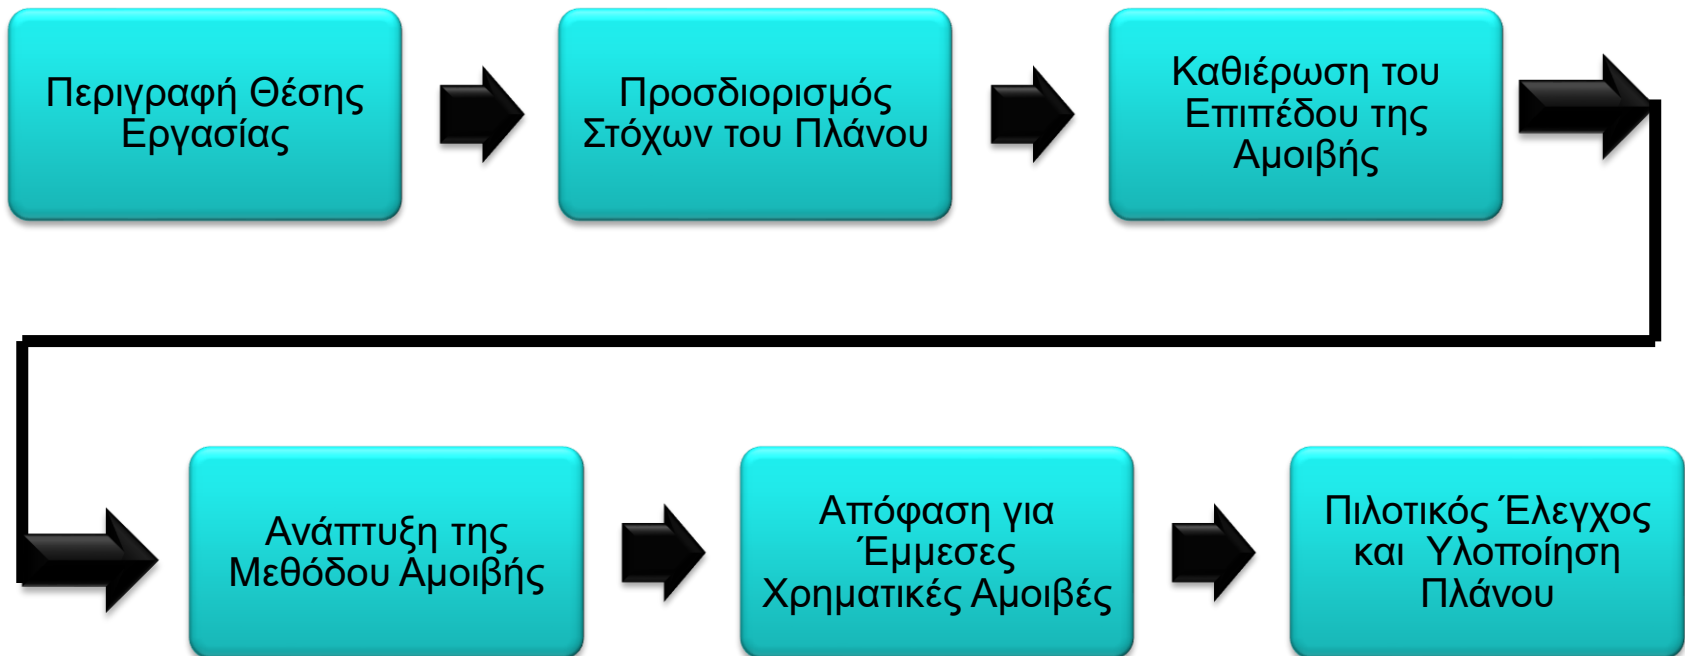 Περιγραφή Θέσης
Εργασίας
Προσδιορισμός
Στόχων του Πλάνου
Καθιέρωση του
Επιπέδου της
Αμοιβής
Ανάπτυξη της
Μεθόδου Αμοιβής
Απόφαση για
Έμμεσες
Χρηματικές Αμοιβές
Πιλοτικός Έλεγχος
και Υλοποίηση
Πλάνου